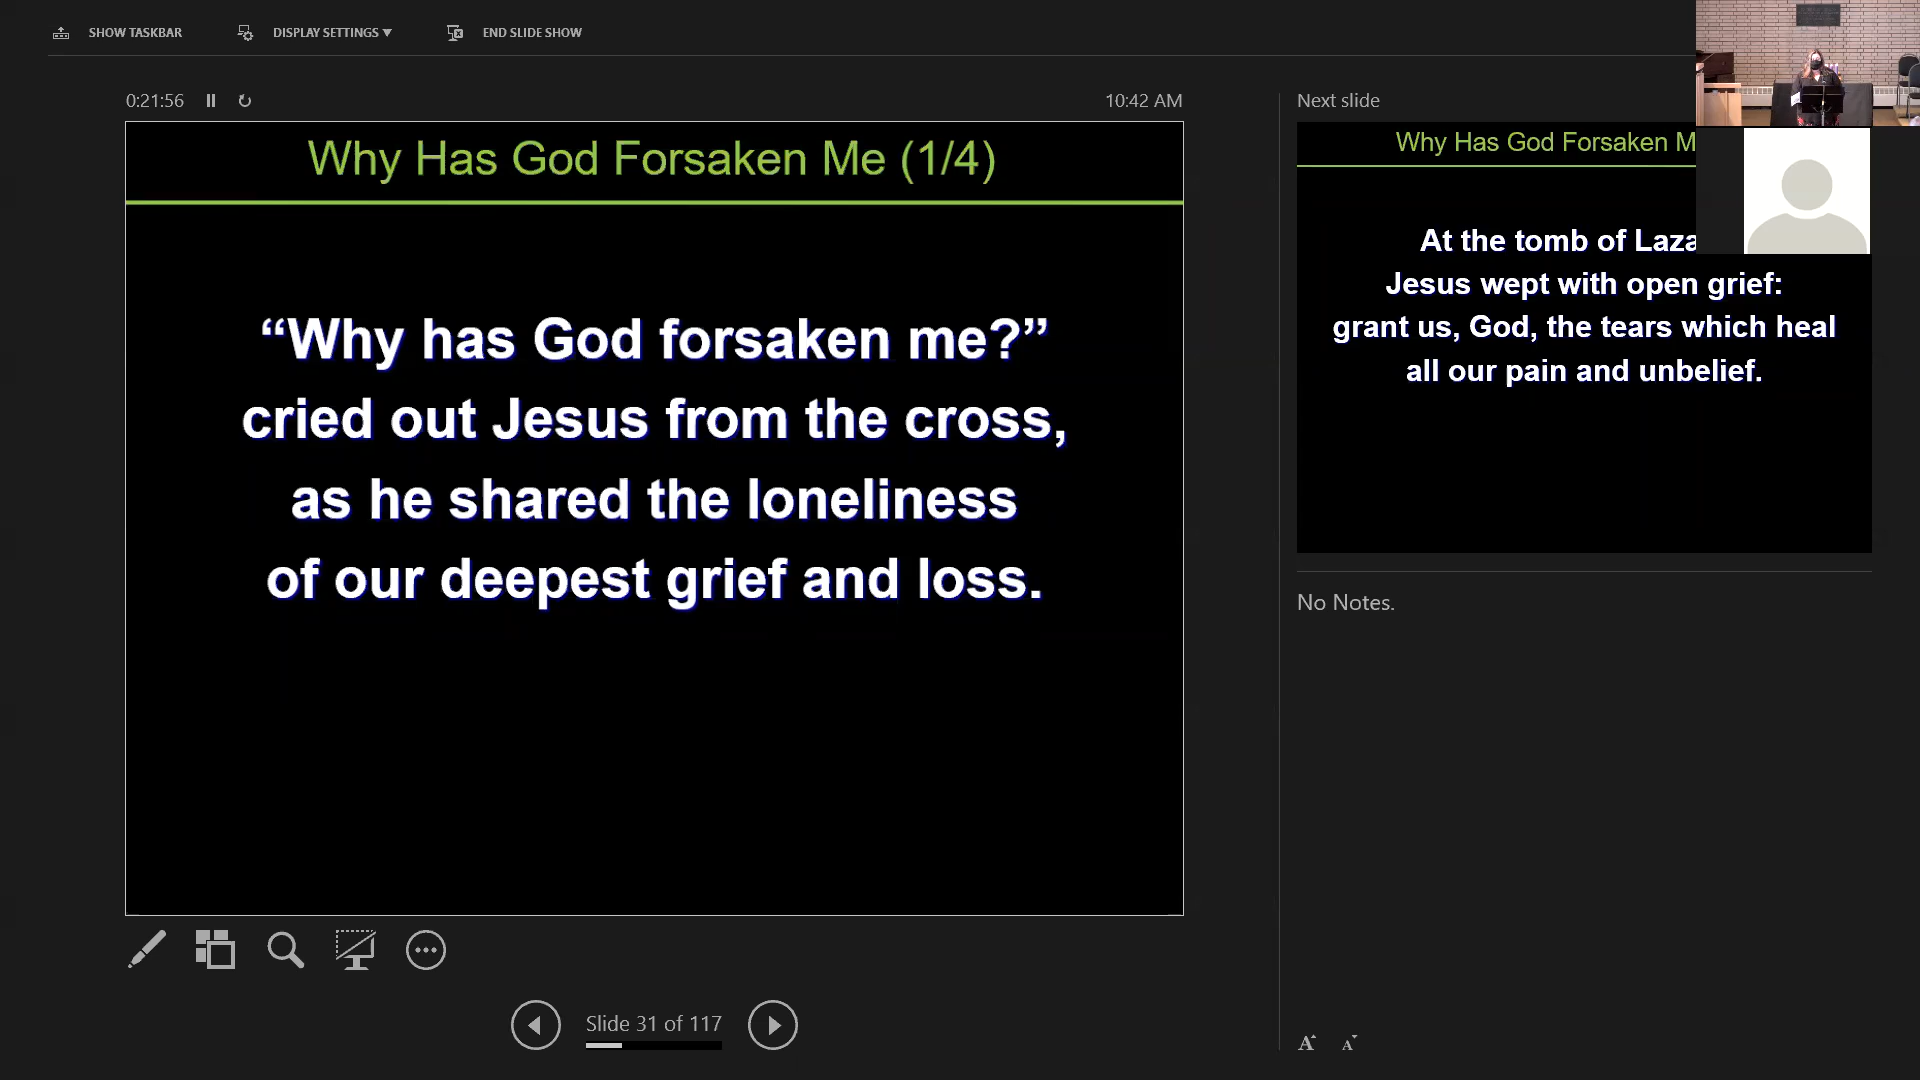 SHOW TASKBAR
DISPLAY SETTINGS ▼
END SLIDE SHOW
0:21:56
10:42 AM
Why Has God Forsaken Me (1/4)
“Why has God forsaken me?”
cried out Jesus from the cross,
as he shared the loneliness
of our deepest grief and loss.
Slide 31 of 117
Next slide
Why Has God Forsaken M
At the tomb of Laza
Jesus wept with open grief:
grant us, God, the tears which heal
all our pain and unbelief.
No Notes.
A A